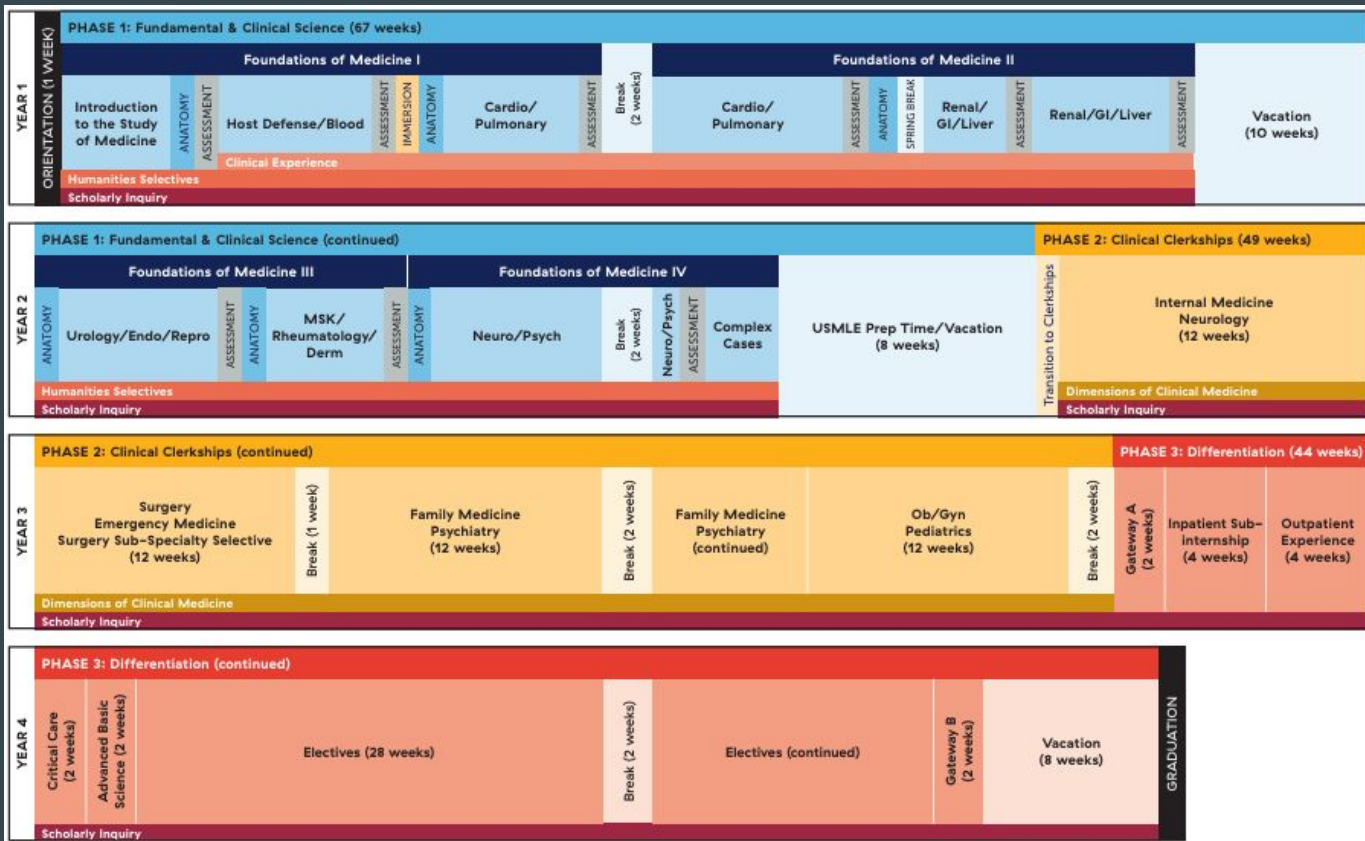 YEAR 1
ORIENTATION (1 WEEK)
PHASE 1: Fundamental & Clinical Science (67 weeks)
Foundations of Medicine I
Introduction
to the Study
of Medicine
ANATOMY
ASSESSMENT
Host Defense/Blood
ASSESSMENT
IMMERSION
ANATOMY
Cardio/
Pulmonary
ASSESSMENT
Break
(2 weeks)
Foundations of Medicine II
Cardio/
Pulmonary
ASSESSMENT
ANATOMY
SPRING BREAK
Renal/
GI/Liver
ASSESSMENT
Renal/GI/Liver
ASSESSMENT
Vacation
(10 weeks)
Clinical Experience
Humanities Selectives
Scholarly Inquiry
YEAR 2
PHASE 1: Fundamental & Clinical Science (continued)
Foundations of Medicine III
ANATOMY
Urology/Endo/Repro
ASSESSMENT
ANATOMY
MSK/
Rheumatology/
Derm
ASSESSMENT
Foundations of Medicine IV
ANATOMY
Neuro/Psych
Break
(2 weeks)
Neuro/Psych
ASSESSMENT
Complex
Cases
USMLE Prep Time/Vacation
(8 weeks)
Humanities Selectives
Scholarly Inquiry
PHASE 2: Clinical Clerkships (49 weeks)
Transition to Clerkships
Internal Medicine
Neurology
(12 weeks)
Dimensions of Clinical Medicine
Scholarly Inquiry
YEAR 3
PHASE 2: Clinical Clerkships (continued)
Surgery
Emergency Medicine
Surgery Sub-Specialty Selective
(12 weeks)
Break (1 week)
Family Medicine
Psychiatry
(12 weeks)
Break (2 weeks)
Family Medicine
Psychiatry
(continued)
Ob/Gyn
Pediatrics
(12 weeks)
Break (2 weeks)
PHASE 3: Differentiation (44 weeks)
Gateway A
(2 weeks)
Inpatient Sub-
internship
(4 weeks)
Outpatient
Experience
(4 weeks)
Dimensions of Clinical Medicine
Scholarly Inquiry
YEAR 4
PHASE 3: Differentiation (continued)
Critical Care
(2 weeks)
Advanced Basic
Science (2 weeks)
Electives (28 weeks)
Break (2 weeks)
Electives (continued)
Gateway B
(2 weeks)
Vacation
(8 weeks)
GRADUATION
Scholarly Inquiry